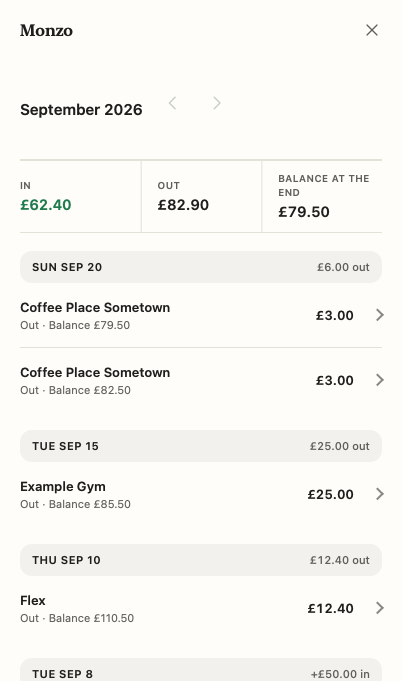 Monzo
September 2026
IN
£62.40
OUT
£82.90
BALANCE AT THE
END
£79.50
SUN SEP 20 £6.00 out
Coffee Place Sometown £3.00
Out · Balance £79.50
Coffee Place Sometown £3.00
Out · Balance £82.50
TUE SEP 15 £25.00 out
Example Gym £25.00
Out · Balance £85.50
THU SEP 10 £12.40 out
Flex £12.40
Out · Balance £110.50
TUE SEP 8 +£50.00 in